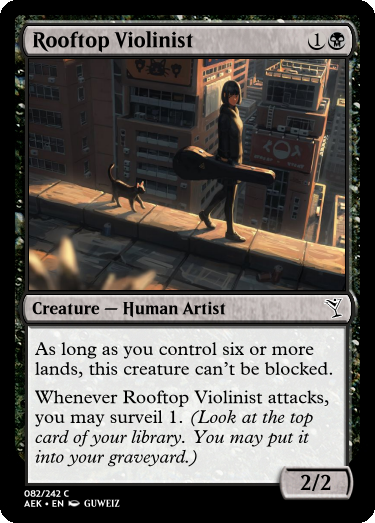 Rooftop Violinist 1
Creature — Human Artist
As long as you control six or more
lands, this creature can't be blocked.
Whenever Rooftop Violinist attacks,
you may surveil 1. (Look at the top
card of your library. You may put it
into your graveyard.)
2/2
082/242 C
AEK • EN GUWEIZ